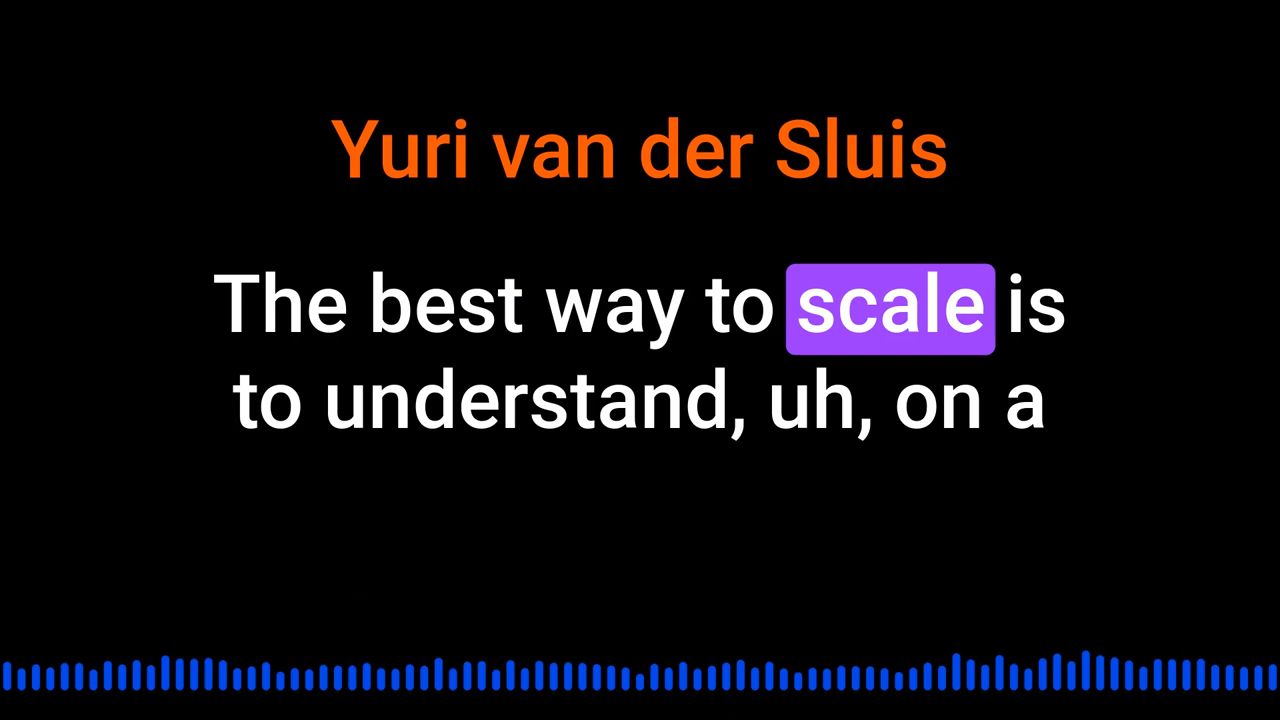 Yuri van der Sluis
The best way to scale is
to understand, uh, on a